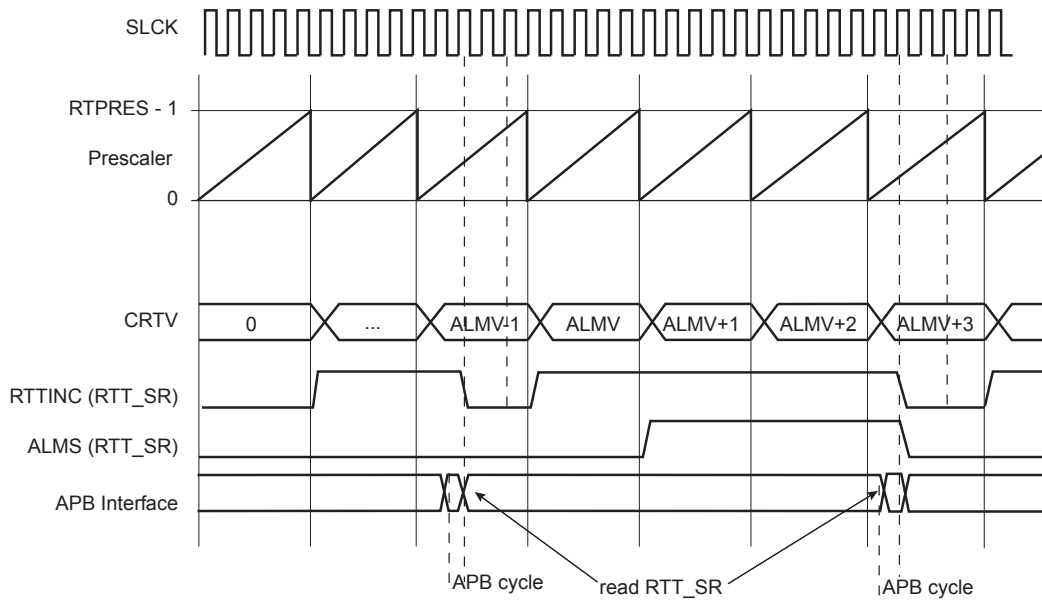 SLCK
RTPRES - 1
Prescaler
0
CRTV
0
...
ALMV-1
ALMV
ALMV+1
ALMV+2
ALMV+3
RTTINC (RTT_SR)
ALMS (RTT_SR)
APB Interface
APB cycle
read RTT_SR
APB cycle